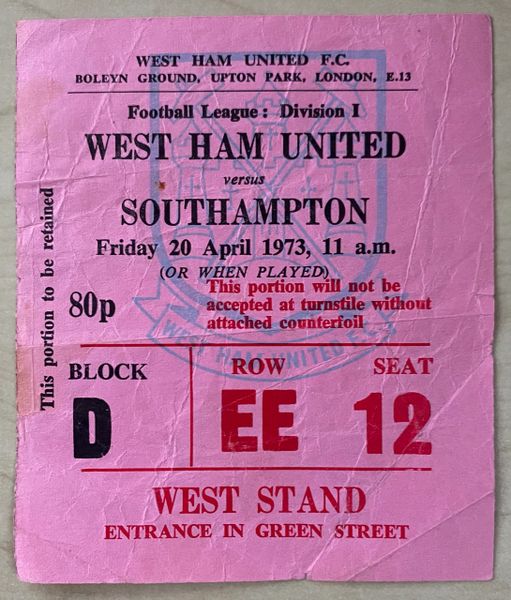 WEST HAM UNITED F.C.
BOLEYN GROUND, UPTON PARK, LONDON, E.13
Football League: Division I
WEST HAM UNITED
versus
SOUTHAMPTON
Friday 20 April 1973, 11 a.m.
(OR WHEN PLAYED)
80p
This portion will not be
accepted at turnstile without
attached counterfoil
WEST HAM UNITED F.C.
This portion to be retained
BLOCK ROW SEAT
D EE 12
WEST STAND
ENTRANCE IN GREEN STREET